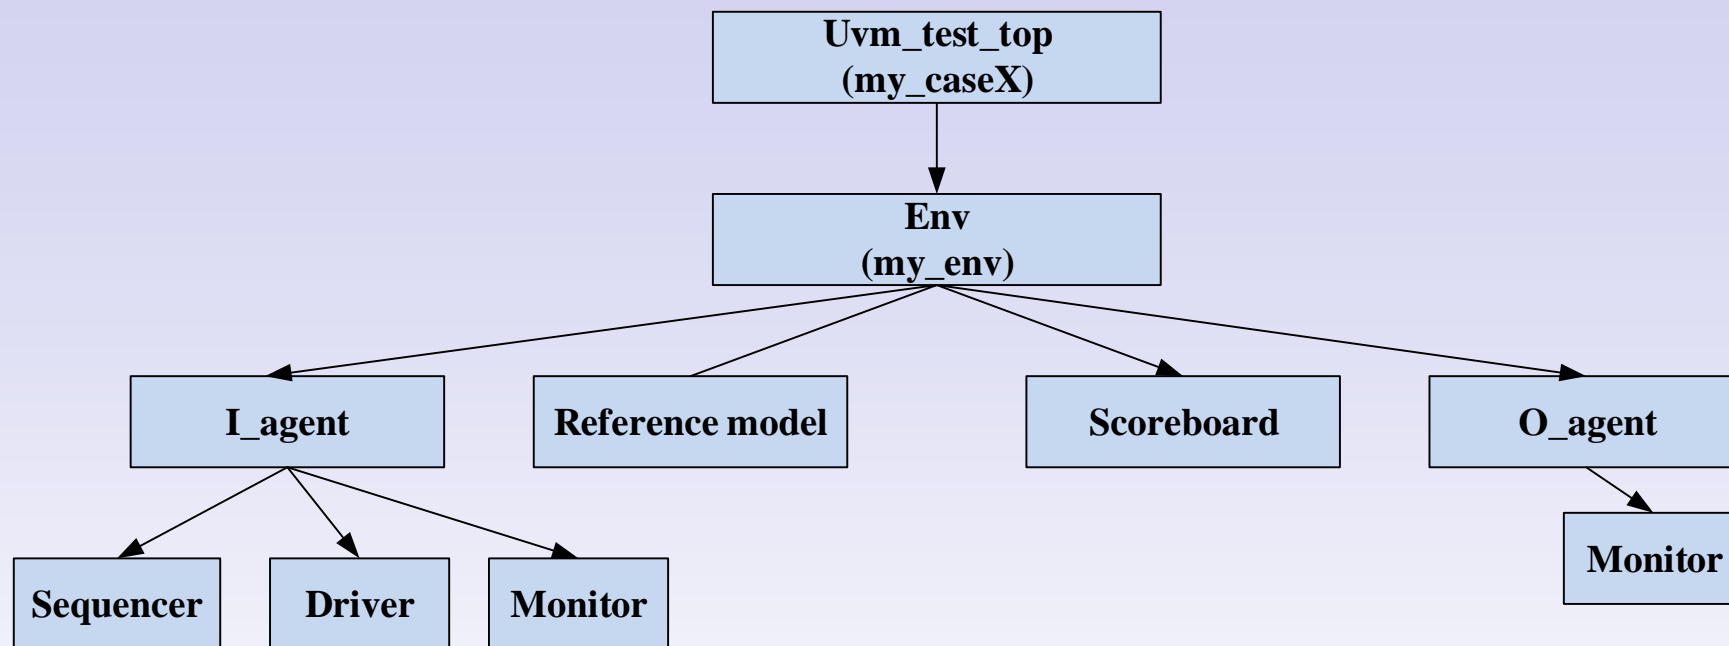 Uvm_test_top
(my_caseX)
Env
(my_env)
I_agent
Reference model
Scoreboard
O_agent
Sequencer
Driver
Monitor
Monitor